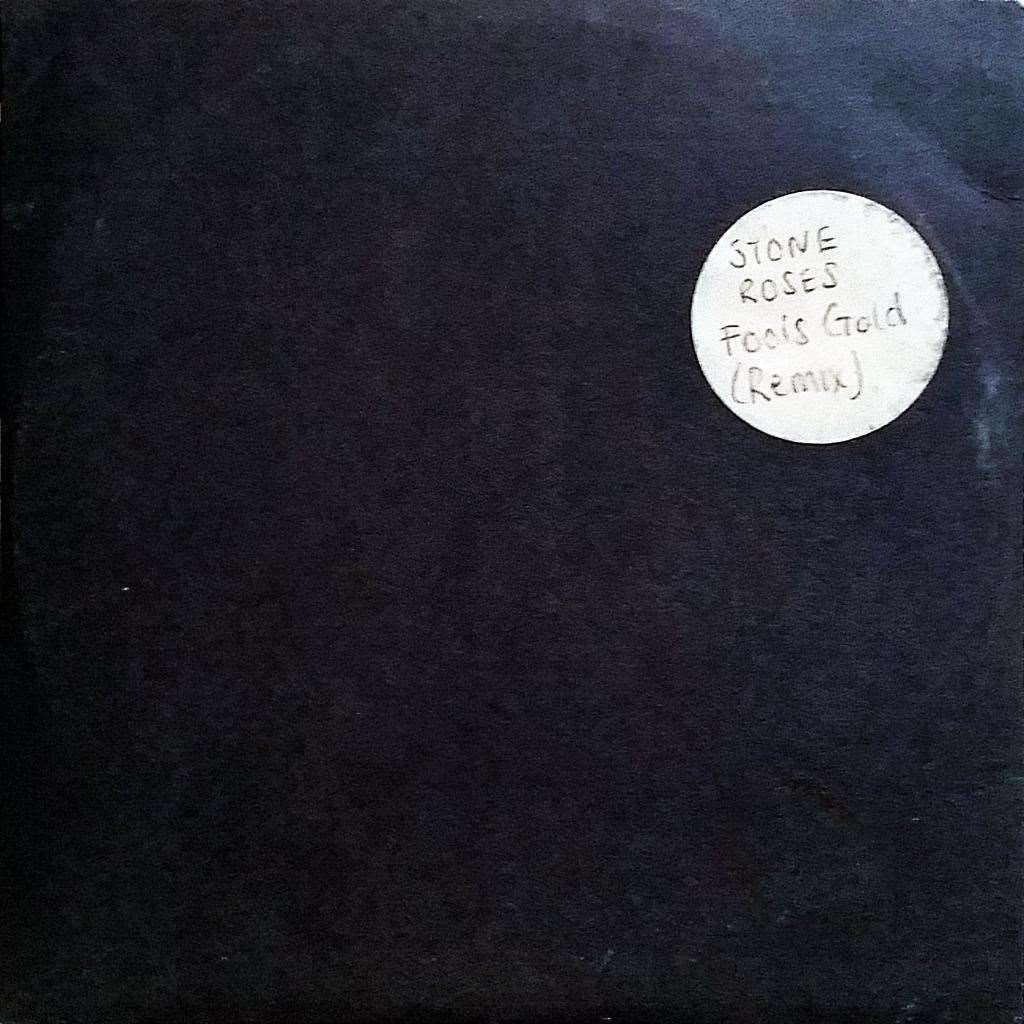 STONE
ROSES
Fools Gold
(Remix)